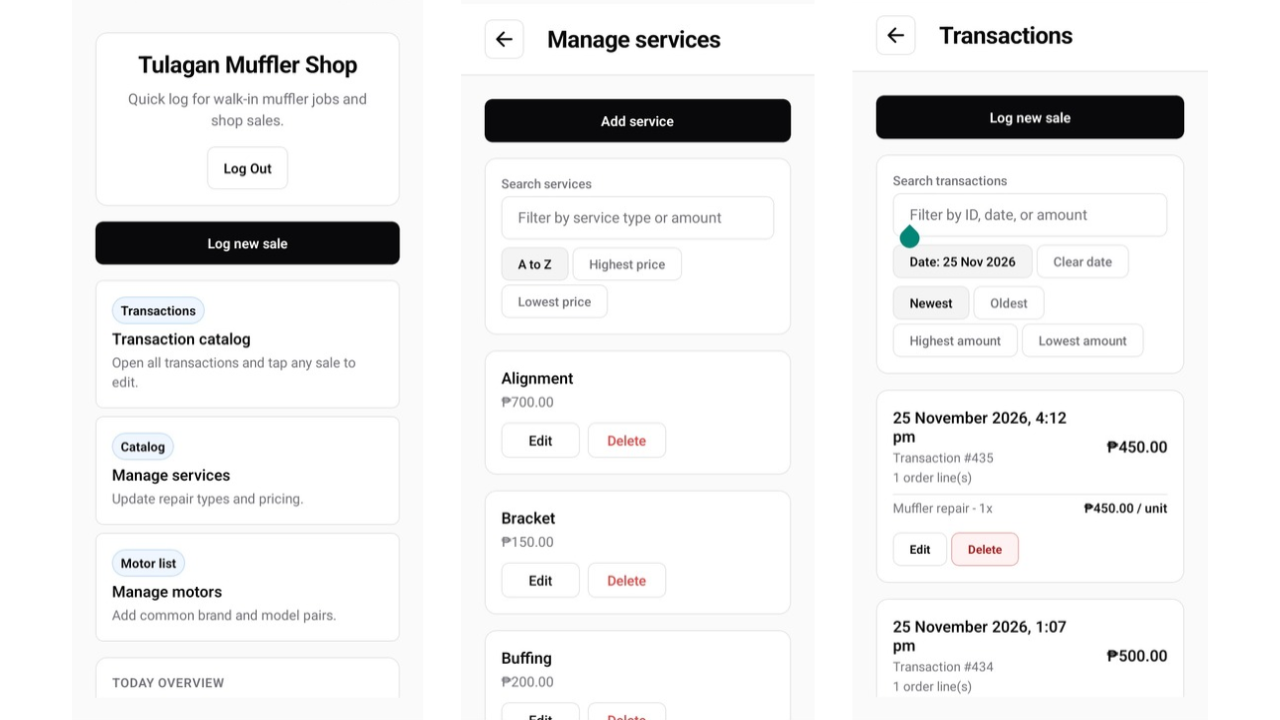 Tulagan Muffler Shop
Quick log for walk-in muffler jobs and
shop sales.
Log Out
Log new sale
Transactions
Transaction catalog
Open all transactions and tap any sale to
edit.
Catalog
Manage services
Update repair types and pricing.
Motor list
Manage motors
Add common brand and model pairs.
TODAY OVERVIEW
Manage services
Add service
Search services
Filter by service type or amount
A to Z
Highest price
Lowest price
Alignment
₱700.00
Edit
Delete
Bracket
₱150.00
Edit
Delete
Buffing
₱200.00
Edit
Delete
Transactions
Log new sale
Search transactions
Filter by ID, date, or amount
Date: 25 Nov 2026
Clear date
Newest
Oldest
Highest amount
Lowest amount
25 November 2026, 4:12
pm
₱450.00
Transaction #435
1 order line(s)
Muffler repair - 1x
₱450.00 / unit
Edit
Delete
25 November 2026, 1:07
pm
₱500.00
Transaction #434
1 order line(s)